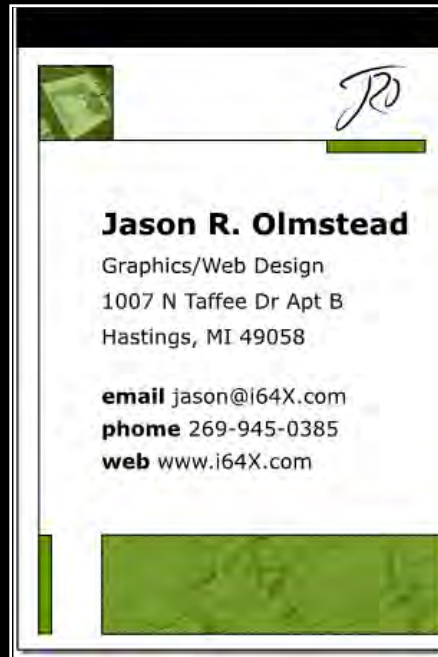 JRO
Jason R. Olmstead
Graphics/Web Design
1007 N Taffee Dr Apt B
Hastings, MI 49058
email jason@i64X.com
phome 269-945-0385
web www.i64X.com